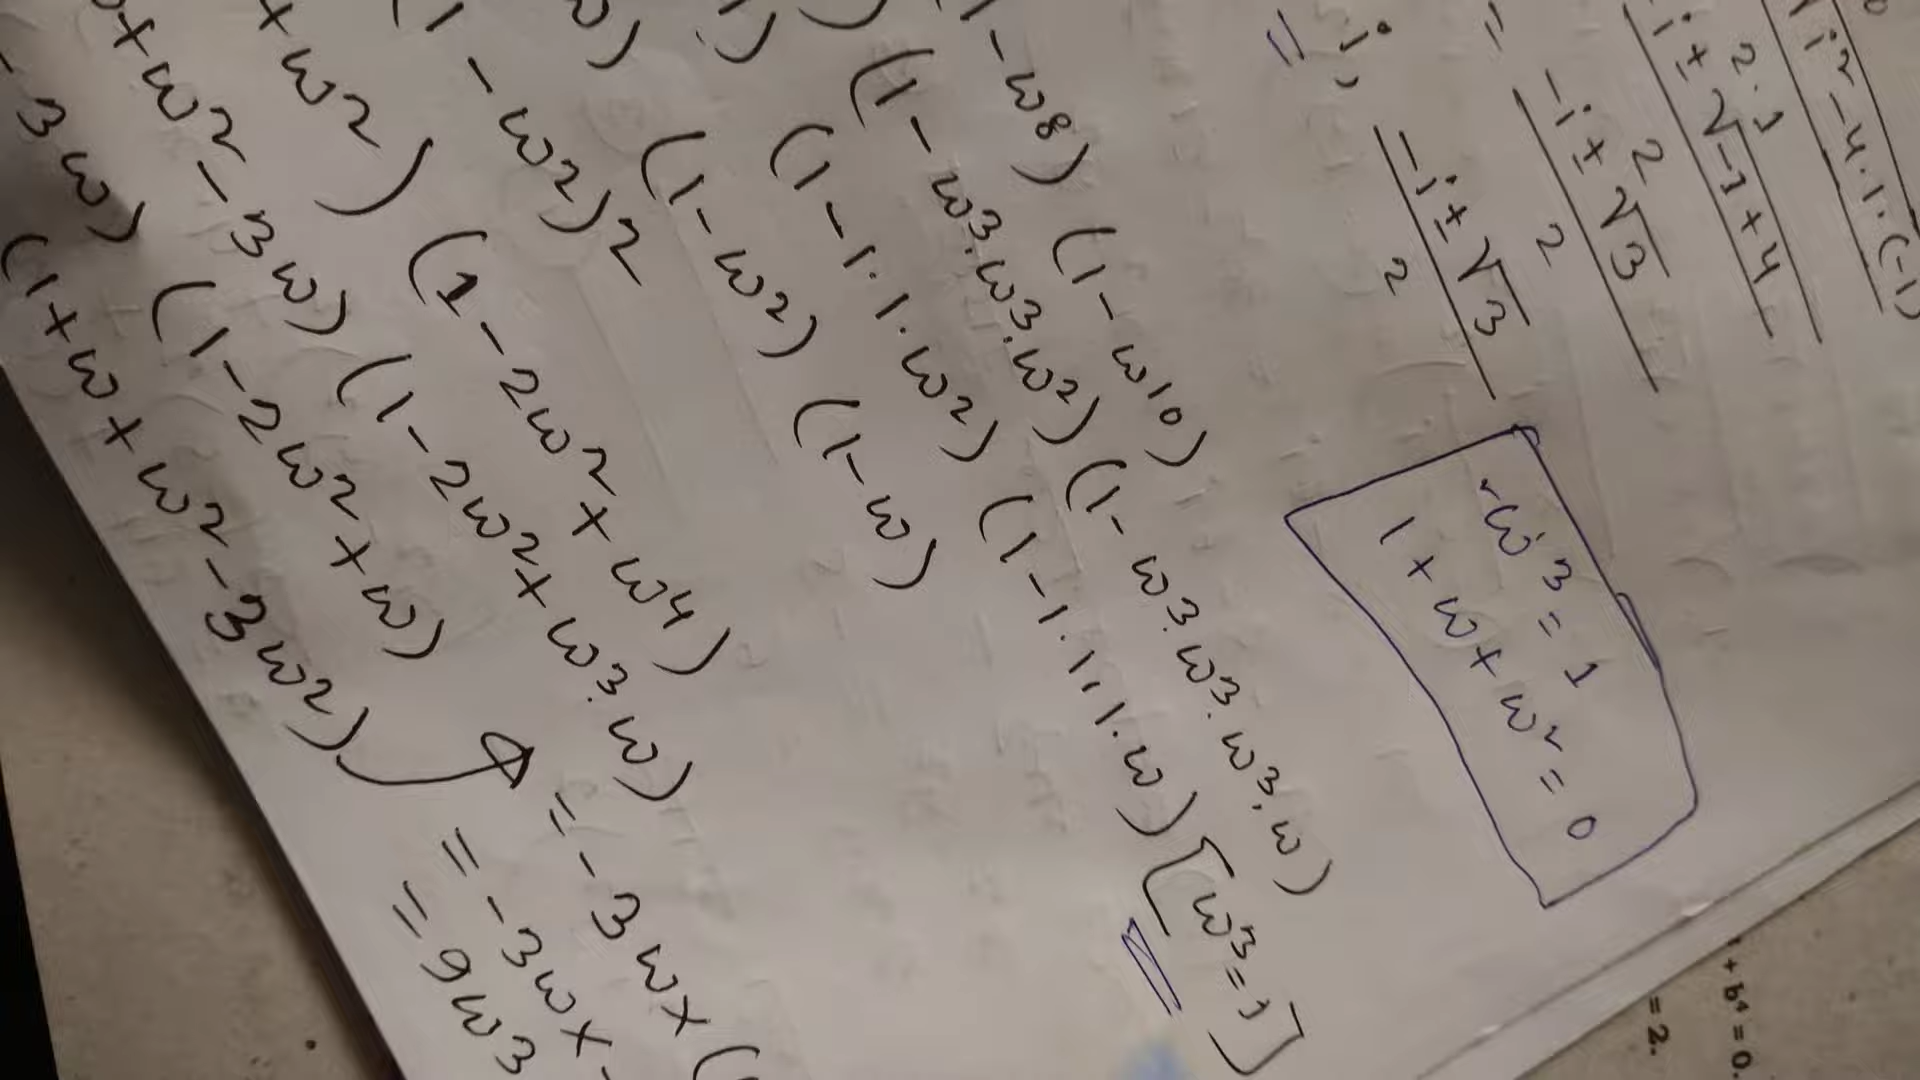 i² - 4.1.(-1)
-i ± √-1+4
2.1
= -i ± √3
2
= i, -i ± √3
2
ω³ = 1
1 + ω + ω² = 0
1 - ω8) (1 - ω10)
(1 - ω3.ω3.ω2) (1 - ω3.ω3.ω3.ω)
(1 - 1.1.ω2) (1 - 1.1.1.ω) [ω3 = 1]
(1 - ω2) (1 - ω)
1 - ω2)2
+ ω2) (1 - 2ω2 + ω4)
+ ω2 - 3ω) (1 - 2ω2 + ω3.ω)
- 3ω) (1 - 2ω2 + ω)
(1 + ω + ω2 - 3ω2)
= -3ω × (
= -3ω × -
= 9ω3
+ b⁴ = 0.
= 2.